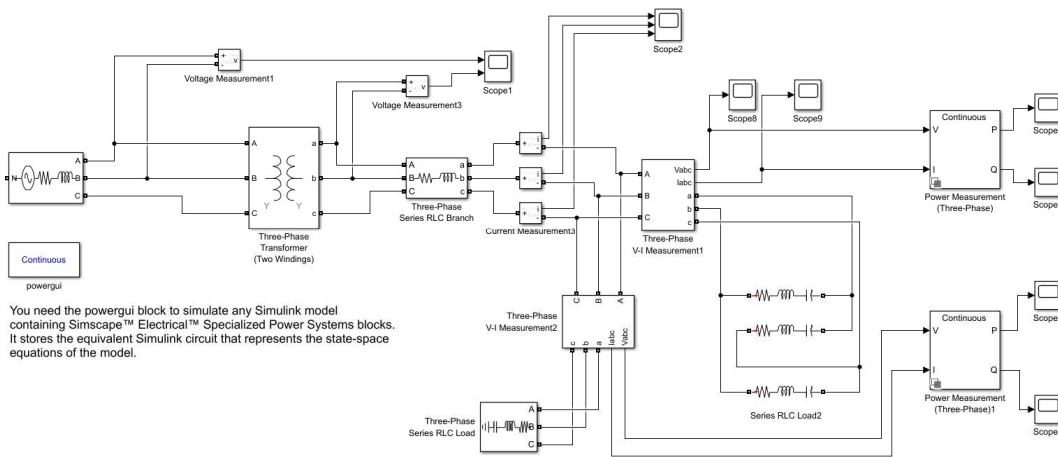 Scope2
+
-
v
Voltage Measurement1
Scope1
+
-
v
Voltage Measurement3
Scope8
Scope9
Continuous
V
P
I
Q
Power Measurement
(Three-Phase)
Scope
Scope
N
A
B
C
A
B
C
a
b
c
Y
Y
Three-Phase
Transformer
(Two Windings)
A
B
C
a
b
c
Three-Phase
Series RLC Branch
+
i
-
+
i
-
+
i
-
Current Measurement3
A
B
C
Vabc
Iabc
a
b
c
Three-Phase
V-I Measurement1
Continuous
powergui
You need the powergui block to simulate any Simulink model
containing Simscape™ Electrical™ Specialized Power Systems blocks.
It stores the equivalent Simulink circuit that represents the state-space
equations of the model.
C
B
A
Three-Phase
V-I Measurement2
c
b
a
Iabc
Vabc
Three-Phase
Series RLC Load
A
B
C
Series RLC Load2
Continuous
V
P
I
Q
Power Measurement
(Three-Phase)1
Scope
Scope